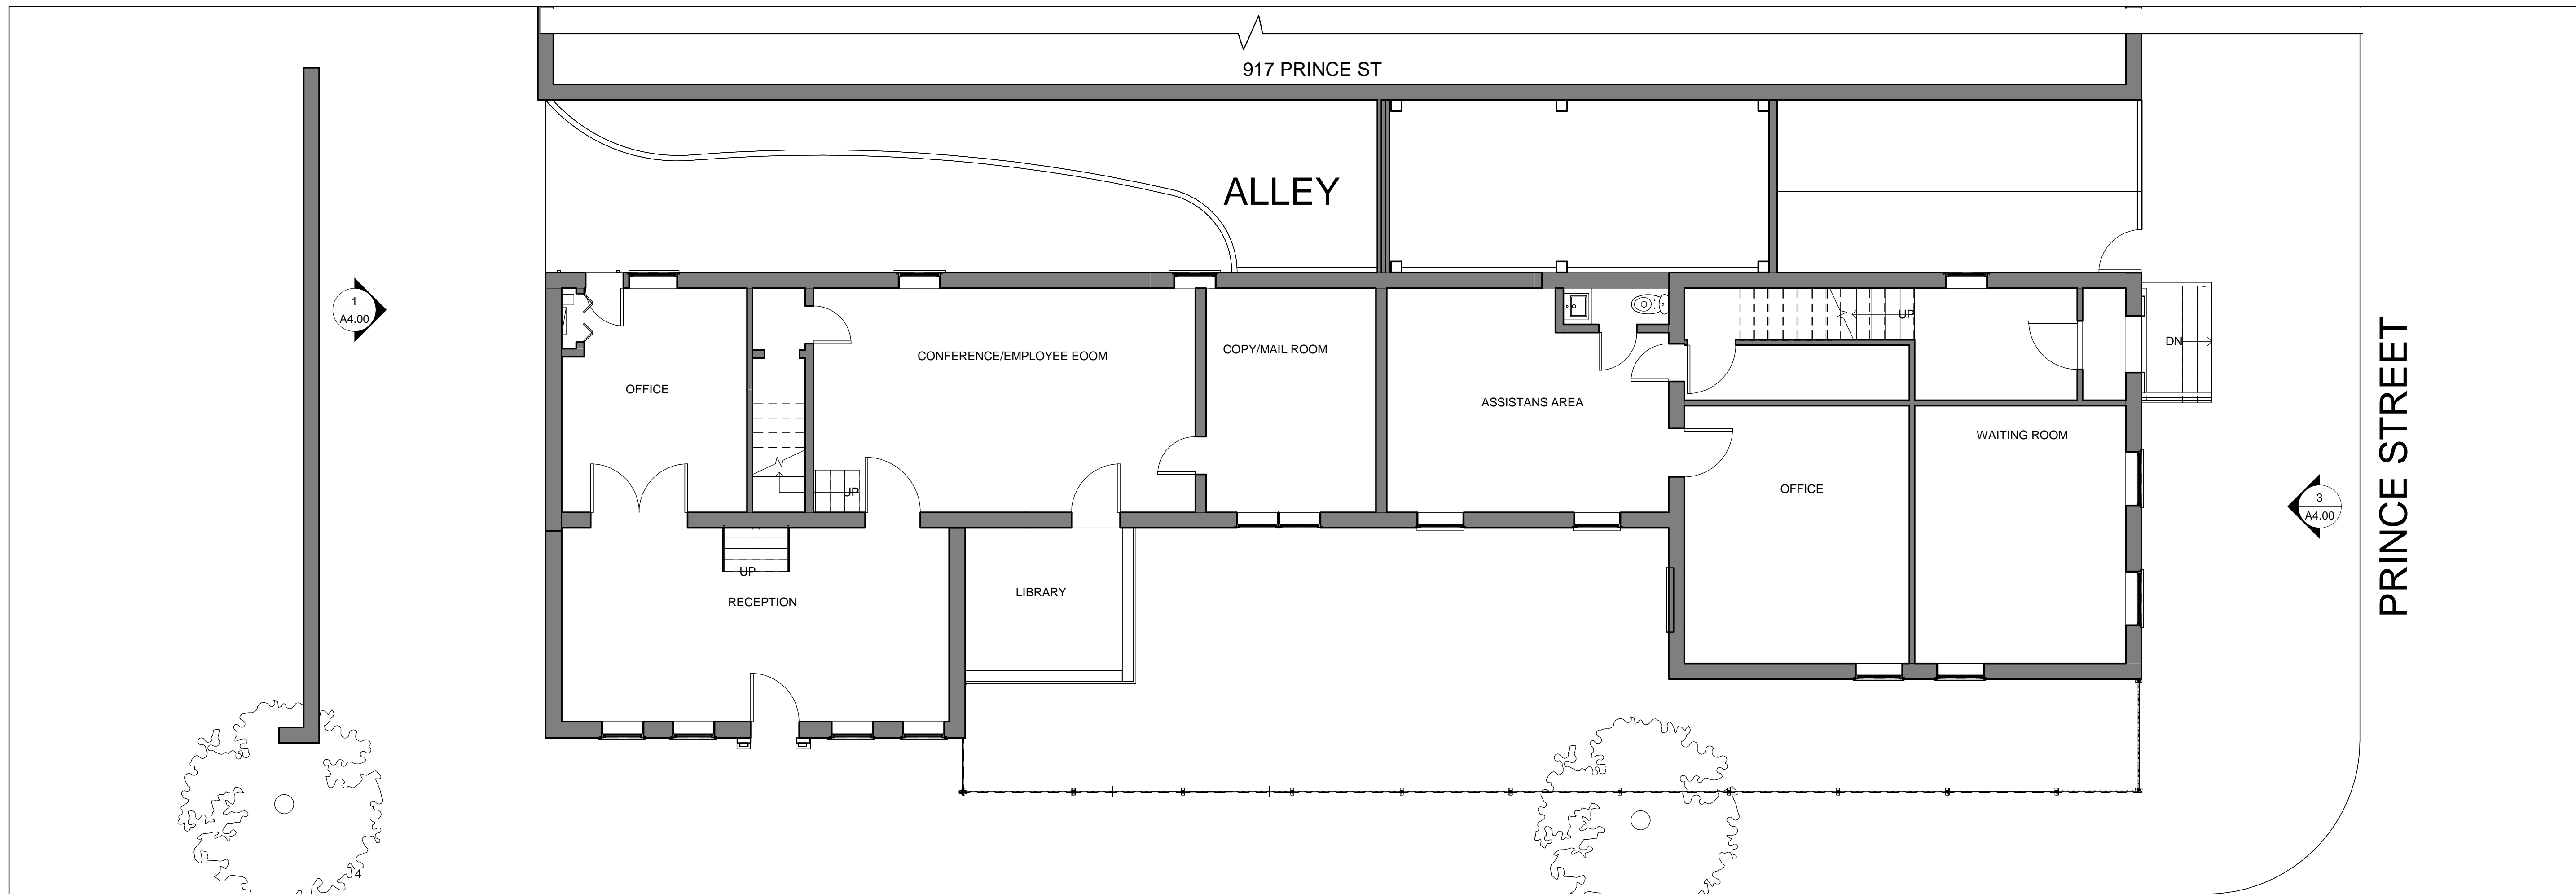 917 PRINCE ST
ALLEY
1
A4.00
UP
DN
COPY/MAIL ROOM
CONFERENCE/EMPLOYEE EOOM
OFFICE
ASSISTANS AREA
WAITING ROOM
PRINCE STREET
OFFICE
UP
3
A4.00
UP
LIBRARY
RECEPTION
4